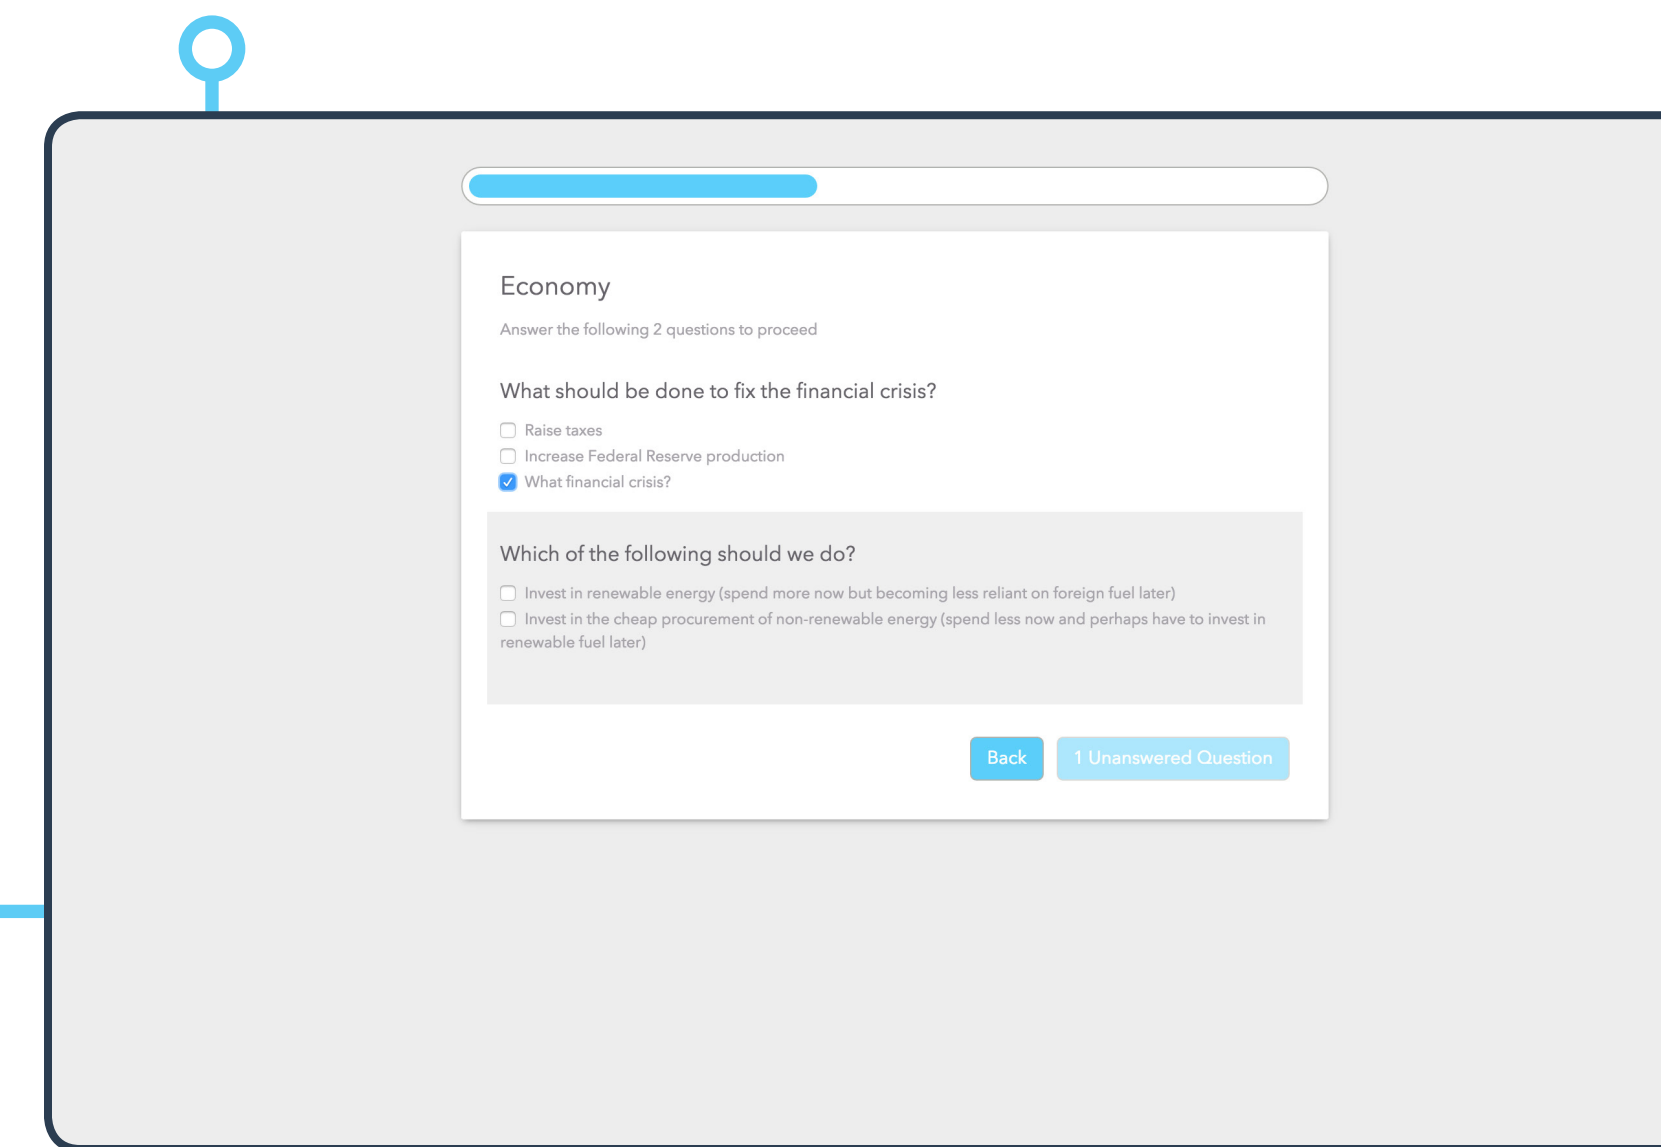 Economy
Answer the following 2 questions to proceed
What should be done to fix the financial crisis?
Raise taxes
Increase Federal Reserve production
What financial crisis?
Which of the following should we do?
Invest in renewable energy (spend more now but becoming less reliant on foreign fuel later)
Invest in the cheap procurement of non-renewable energy (spend less now and perhaps have to invest in
renewable fuel later)
Back
1 Unanswered Question